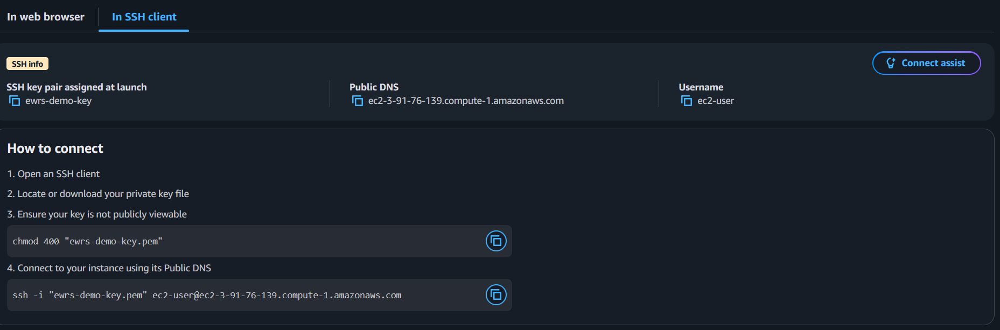 In web browser
In SSH client
SSH info
Connect assist
SSH key pair assigned at launch
ewrs-demo-key
Public DNS
ec2-3-91-76-139.compute-1.amazonaws.com
Username
ec2-user
How to connect
1. Open an SSH client
2. Locate or download your private key file
3. Ensure your key is not publicly viewable
chmod 400 "ewrs-demo-key.pem"
4. Connect to your instance using its Public DNS
ssh -i "ewrs-demo-key.pem" ec2-user@ec2-3-91-76-139.compute-1.amazonaws.com